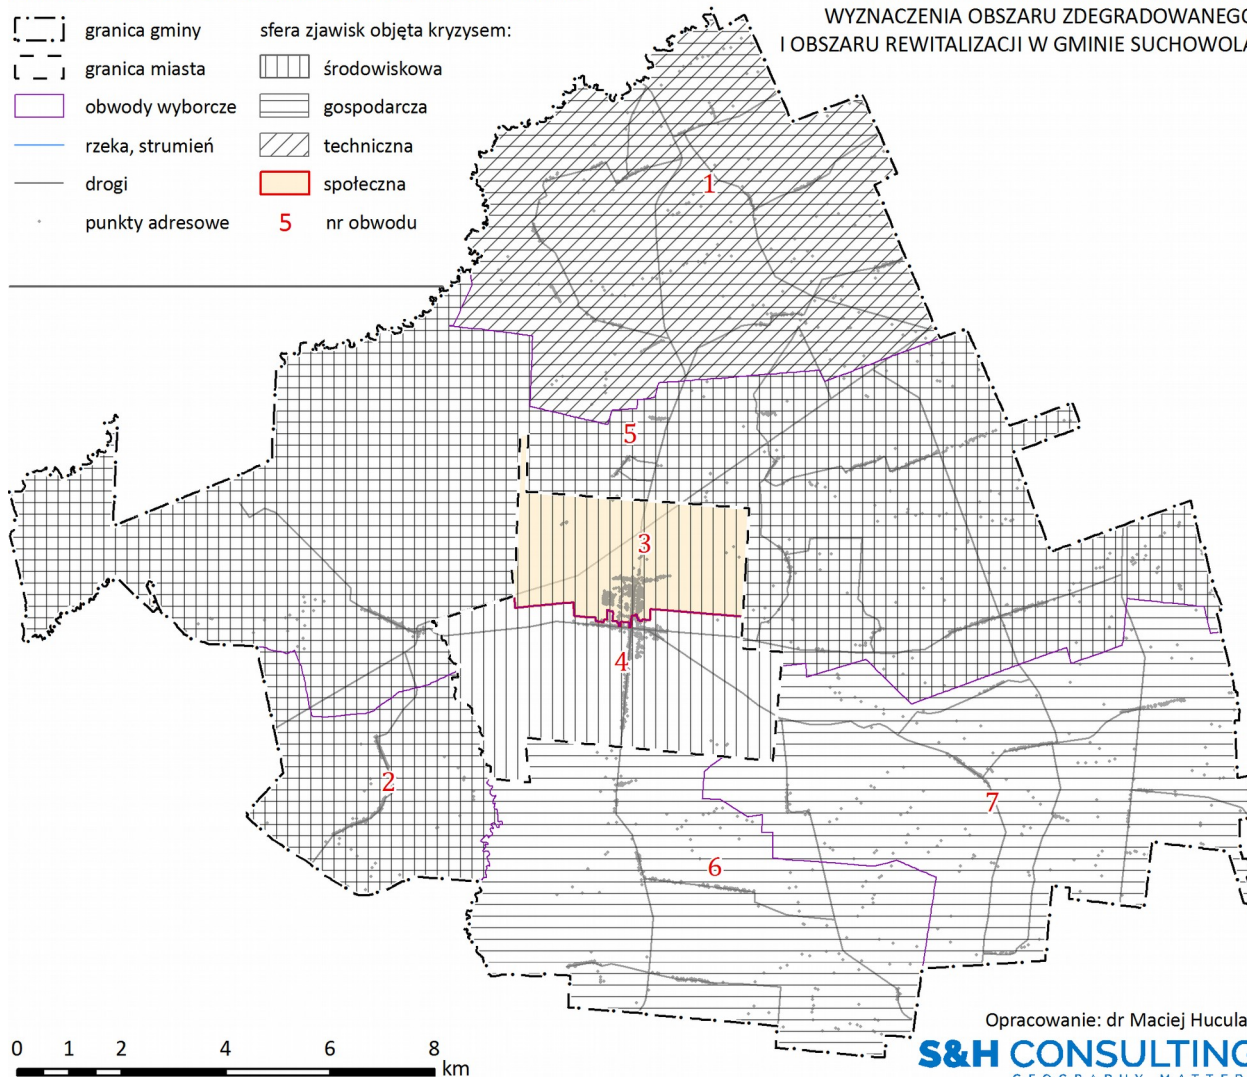 WYZNACZENIA OBSZARU ZDEGRADOWANEGO
I OBSZARU REWITALIZACJI W GMINIE SUCHOWOLA
granica gminy
granica miasta
obwody wyborcze
rzeka, strumień
drogi
punkty adresowe
sfera zjawisk objęta kryzysem:
środowiskowa
gospodarcza
techniczna
społeczna
5 nr obwodu
1
5
3
4
2
7
6
Opracowanie: dr Maciej Hucula
S&H CONSULTING
GEOGRAPHY MATTER
0 1 2 4 6 8 km